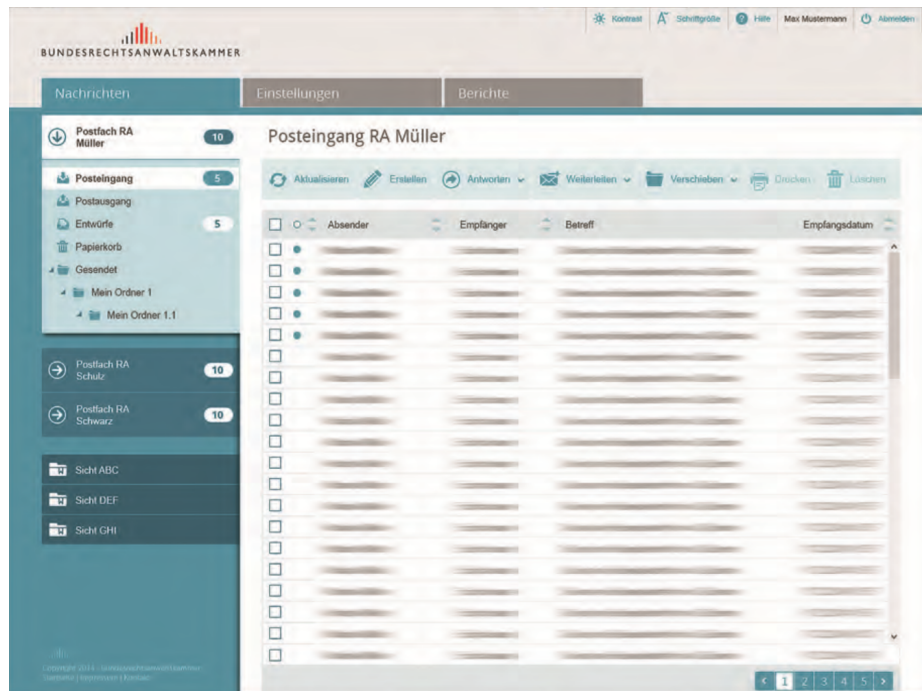 Kontrast Schriftgröße Hilfe Max Mustermann Abmelden
BUNDESRECHTSANWALTSKAMMER
Nachrichten Einstellungen Berichte
Postfach RA
Müller 10
Posteingang 5
Postausgang
Entwürfe 5
Papierkorb
Gesendet
Mein Ordner 1
Mein Ordner 1.1
Postfach RA
Schulz 10
Postfach RA
Schwarz 10
Sicht ABC
Sicht DEF
Sicht GHI
Posteingang RA Müller
Aktualisieren Erstellen Antworten Weiterleiten Verschieben Drucken Löschen
Absender Empfänger Betreff Empfangsdatum
1 2 3 4 5